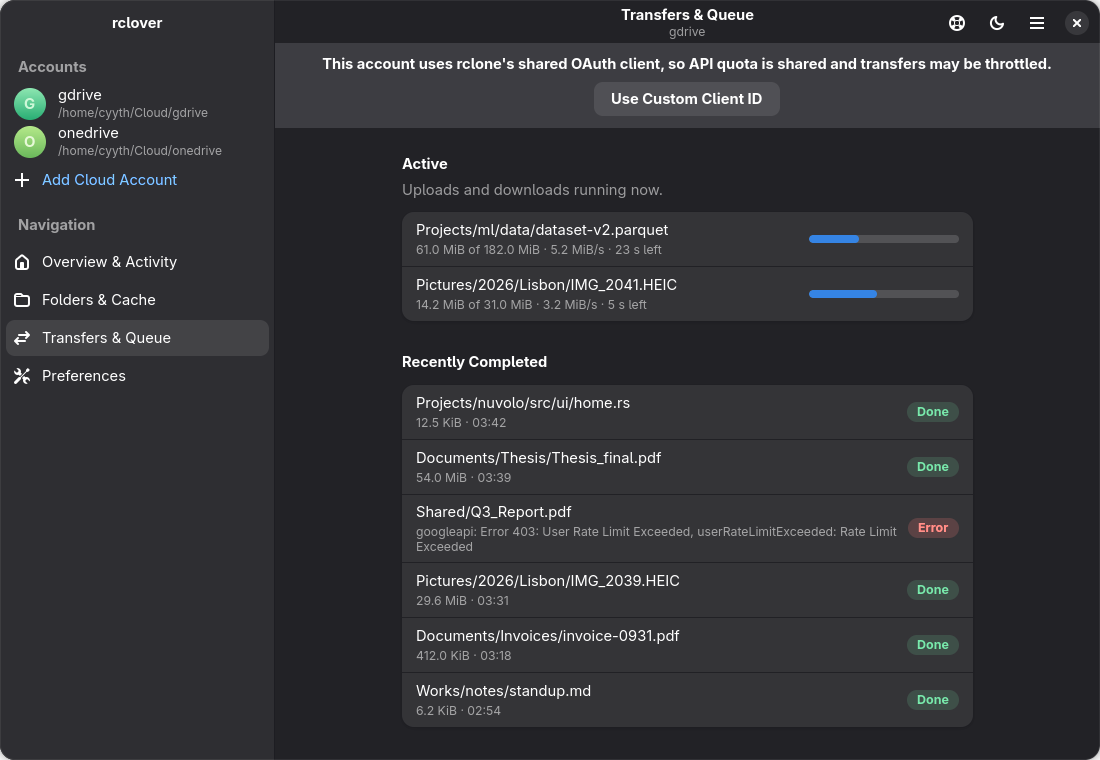 rclover
Accounts
G
gdrive
/home/cyyth/Cloud/gdrive
O
onedrive
/home/cyyth/Cloud/onedrive
Add Cloud Account
Navigation
Overview & Activity
Folders & Cache
Transfers & Queue
Preferences
Transfers & Queue
gdrive
This account uses rclone's shared OAuth client, so API quota is shared and transfers may be throttled.
Use Custom Client ID
Active
Uploads and downloads running now.
Projects/ml/data/dataset-v2.parquet
61.0 MiB of 182.0 MiB · 5.2 MiB/s · 23 s left
Pictures/2026/Lisbon/IMG_2041.HEIC
14.2 MiB of 31.0 MiB · 3.2 MiB/s · 5 s left
Recently Completed
Projects/nuvolo/src/ui/home.rs
12.5 KiB · 03:42
Done
Documents/Thesis/Thesis_final.pdf
54.0 MiB · 03:39
Done
Shared/Q3_Report.pdf
googleapi: Error 403: User Rate Limit Exceeded, userRateLimitExceeded: Rate Limit
Exceeded
Error
Pictures/2026/Lisbon/IMG_2039.HEIC
29.6 MiB · 03:31
Done
Documents/Invoices/invoice-0931.pdf
412.0 KiB · 03:18
Done
Works/notes/standup.md
6.2 KiB · 02:54
Done